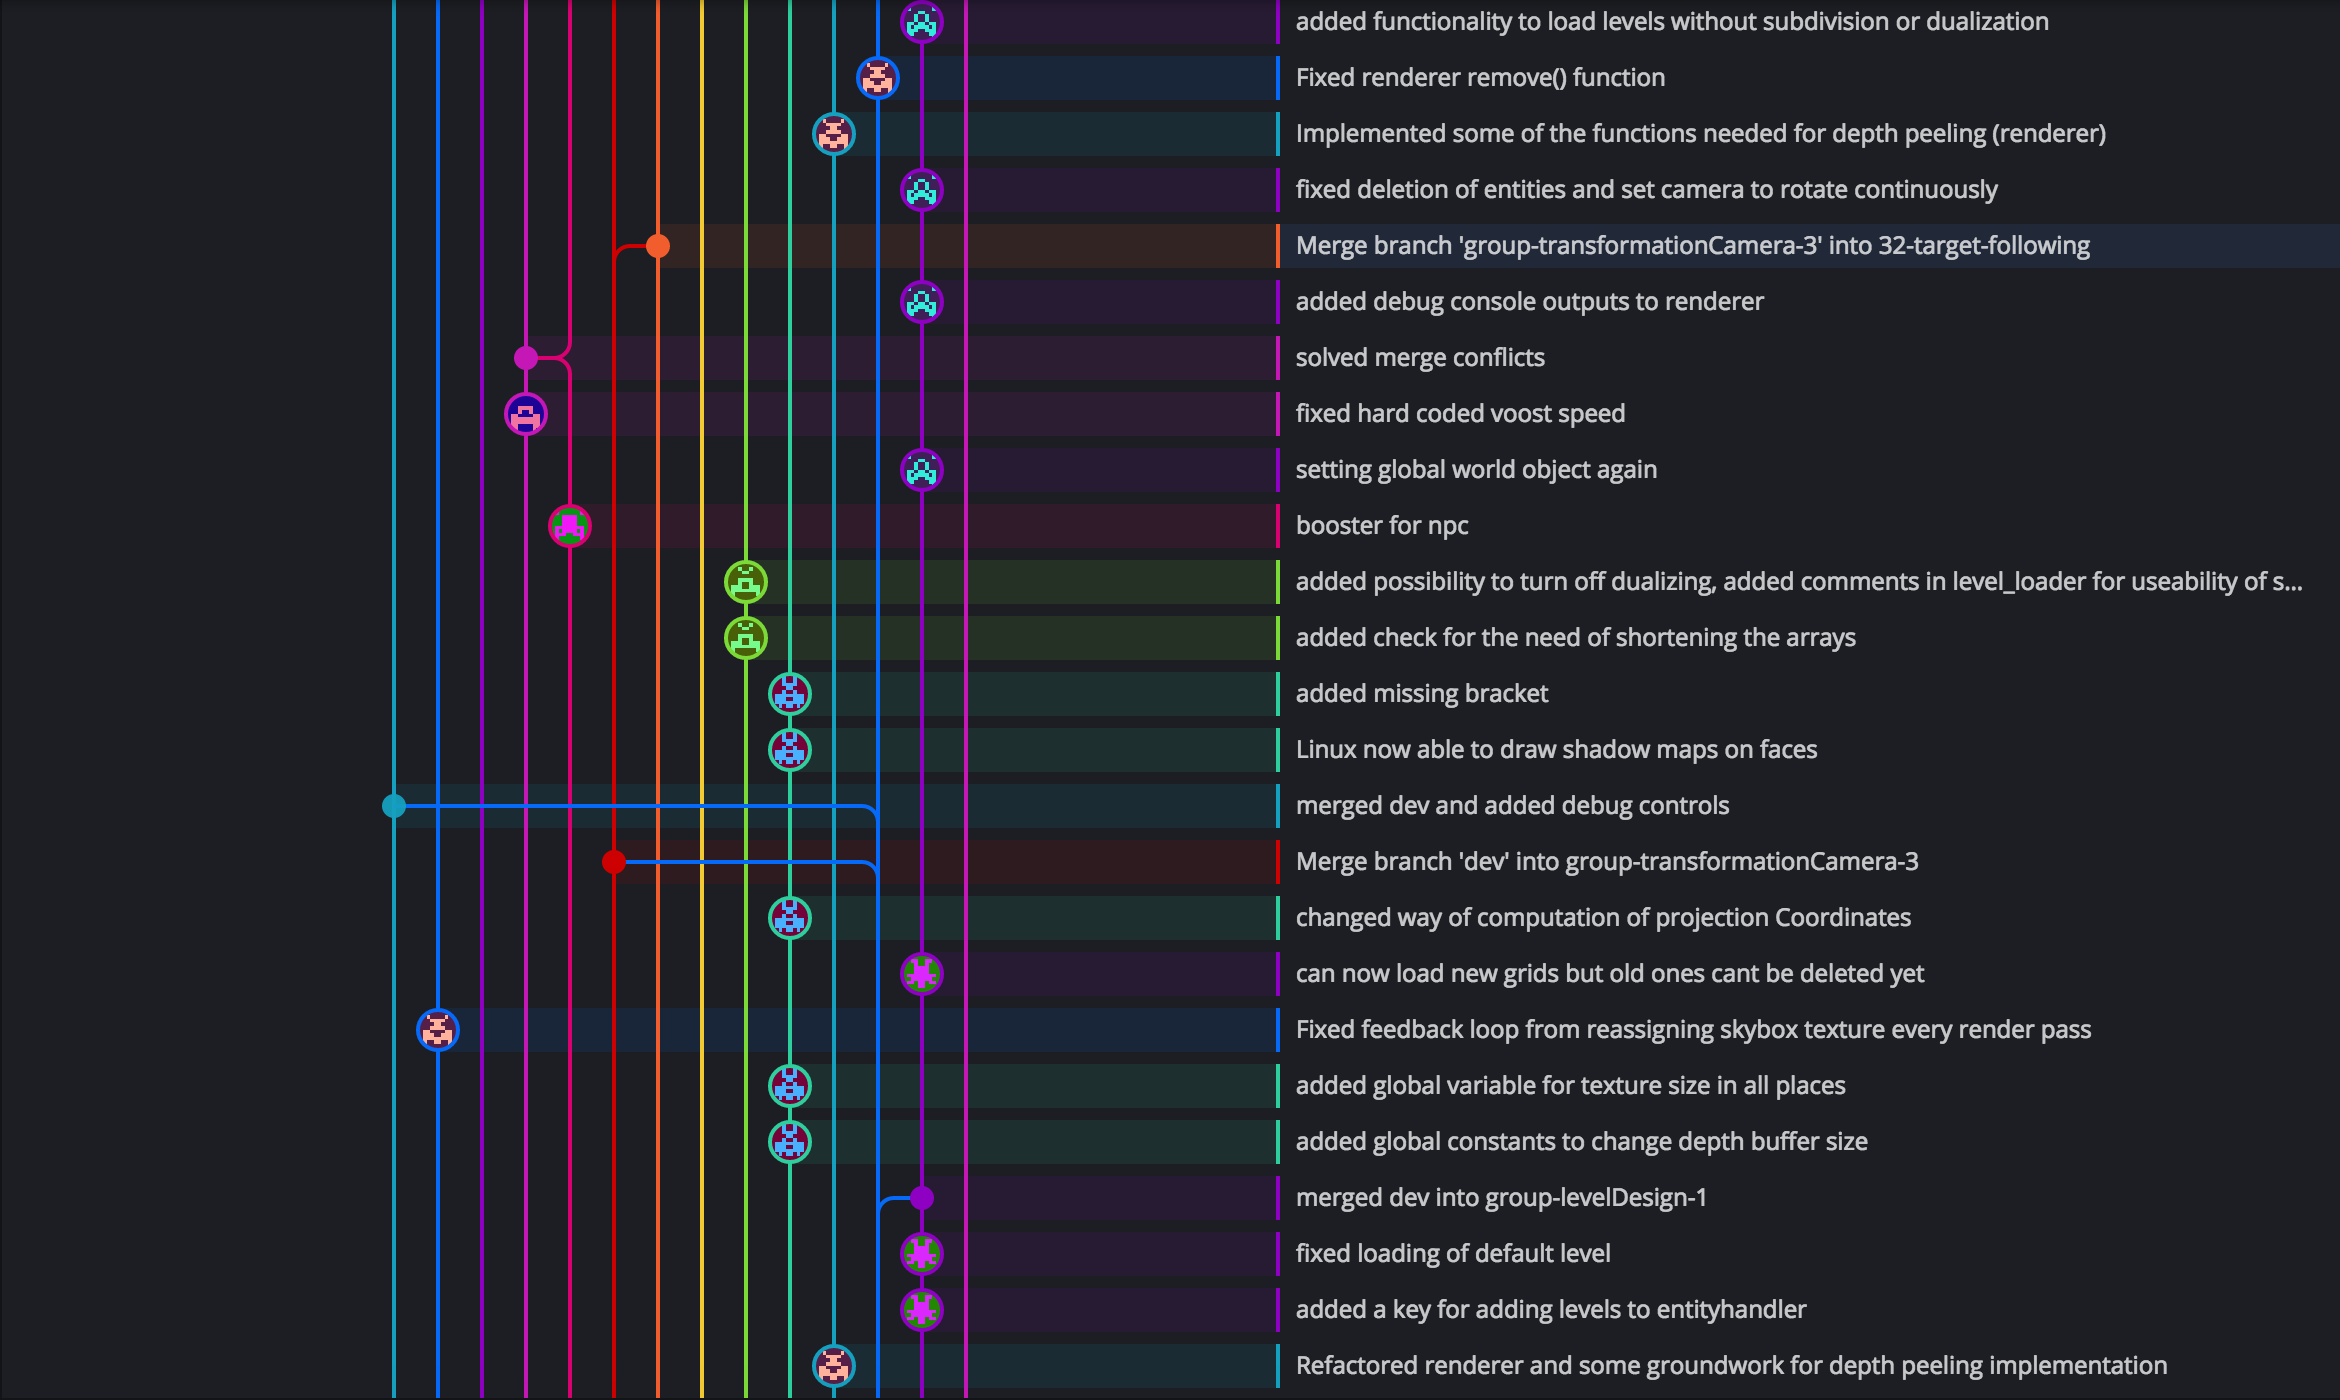 added functionality to load levels without subdivision or dualization
Fixed renderer remove() function
Implemented some of the functions needed for depth peeling (renderer)
fixed deletion of entities and set camera to rotate continuously
Merge branch 'group-transformationCamera-3' into 32-target-following
added debug console outputs to renderer
solved merge conflicts
fixed hard coded voost speed
setting global world object again
booster for npc
added possibility to turn off dualizing, added comments in level_loader for useability of s...
added check for the need of shortening the arrays
added missing bracket
Linux now able to draw shadow maps on faces
merged dev and added debug controls
Merge branch 'dev' into group-transformationCamera-3
changed way of computation of projection Coordinates
can now load new grids but old ones cant be deleted yet
Fixed feedback loop from reassigning skybox texture every render pass
added global variable for texture size in all places
added global constants to change depth buffer size
merged dev into group-levelDesign-1
fixed loading of default level
added a key for adding levels to entityhandler
Refactored renderer and some groundwork for depth peeling implementation